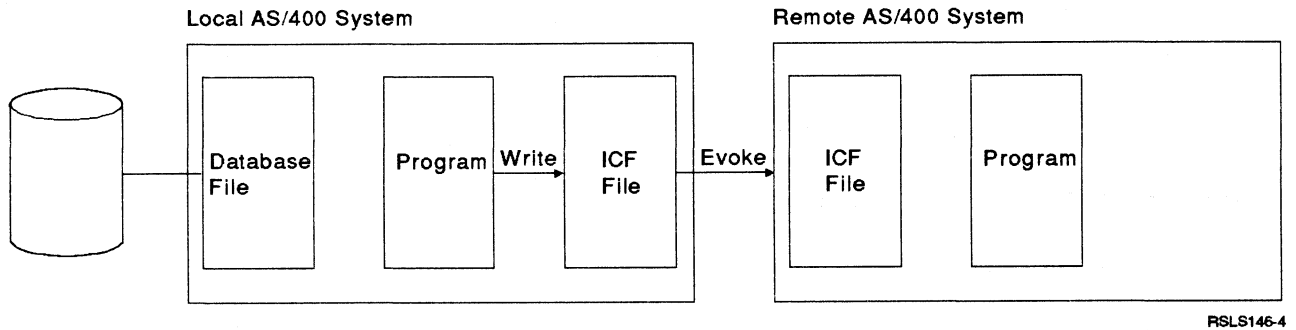 Local AS/400 System
Remote AS/400 System
Database
File
Program
Write
ICF
File
Evoke
ICF
File
Program
RSLS146-4